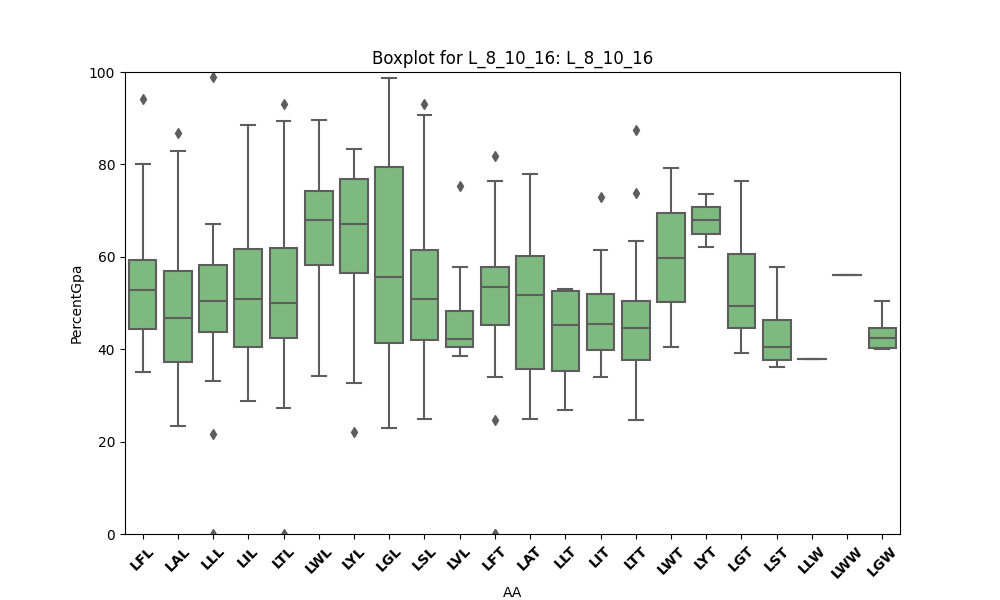 Boxplot for L_8_10_16: L_8_10_16
100
80
60
40
20
0
PercentGpa
LFL LAL LLL LIL LTL LWL LYL LGL LSL LVL LFT LAT LLT LIT LTT LWT LYT LGT LST LLW LWW LGW
AA